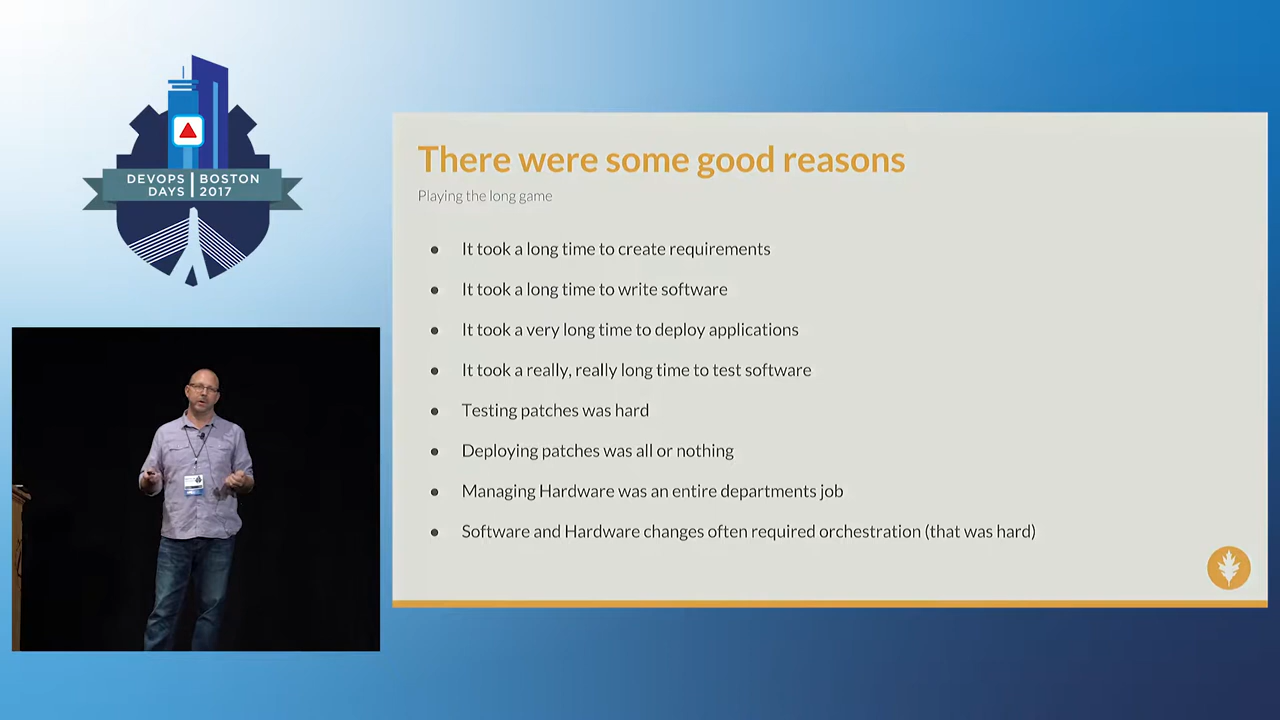 DEVOPS BOSTON
DAYS 2017
There were some good reasons
Playing the long game
● It took a long time to create requirements
● It took a long time to write software
● It took a very long time to deploy applications
● It took a really, really long time to test software
● Testing patches was hard
● Deploying patches was all or nothing
● Managing Hardware was an entire departments job
● Software and Hardware changes often required orchestration (that was hard)